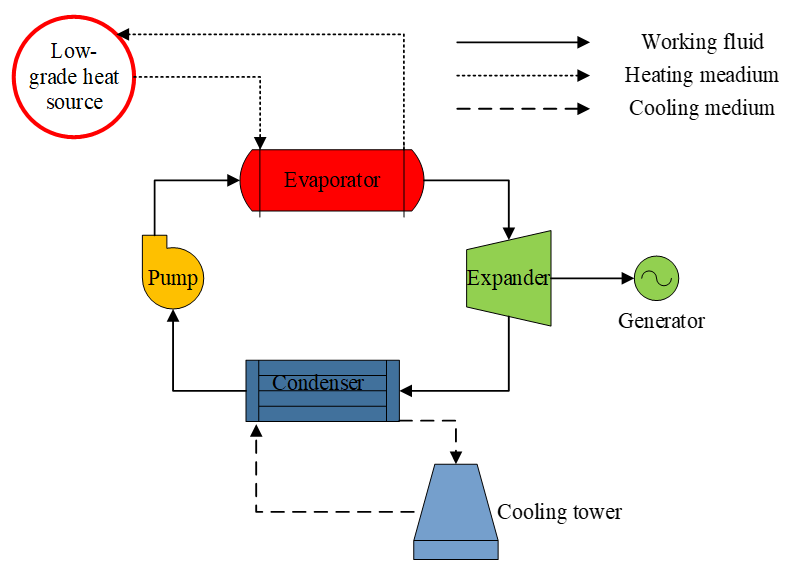 Low-
grade heat
source
Working fluid
Heating meadium
Cooling medium
Evaporator
Pump
Expander
Generator
Condenser
Cooling tower